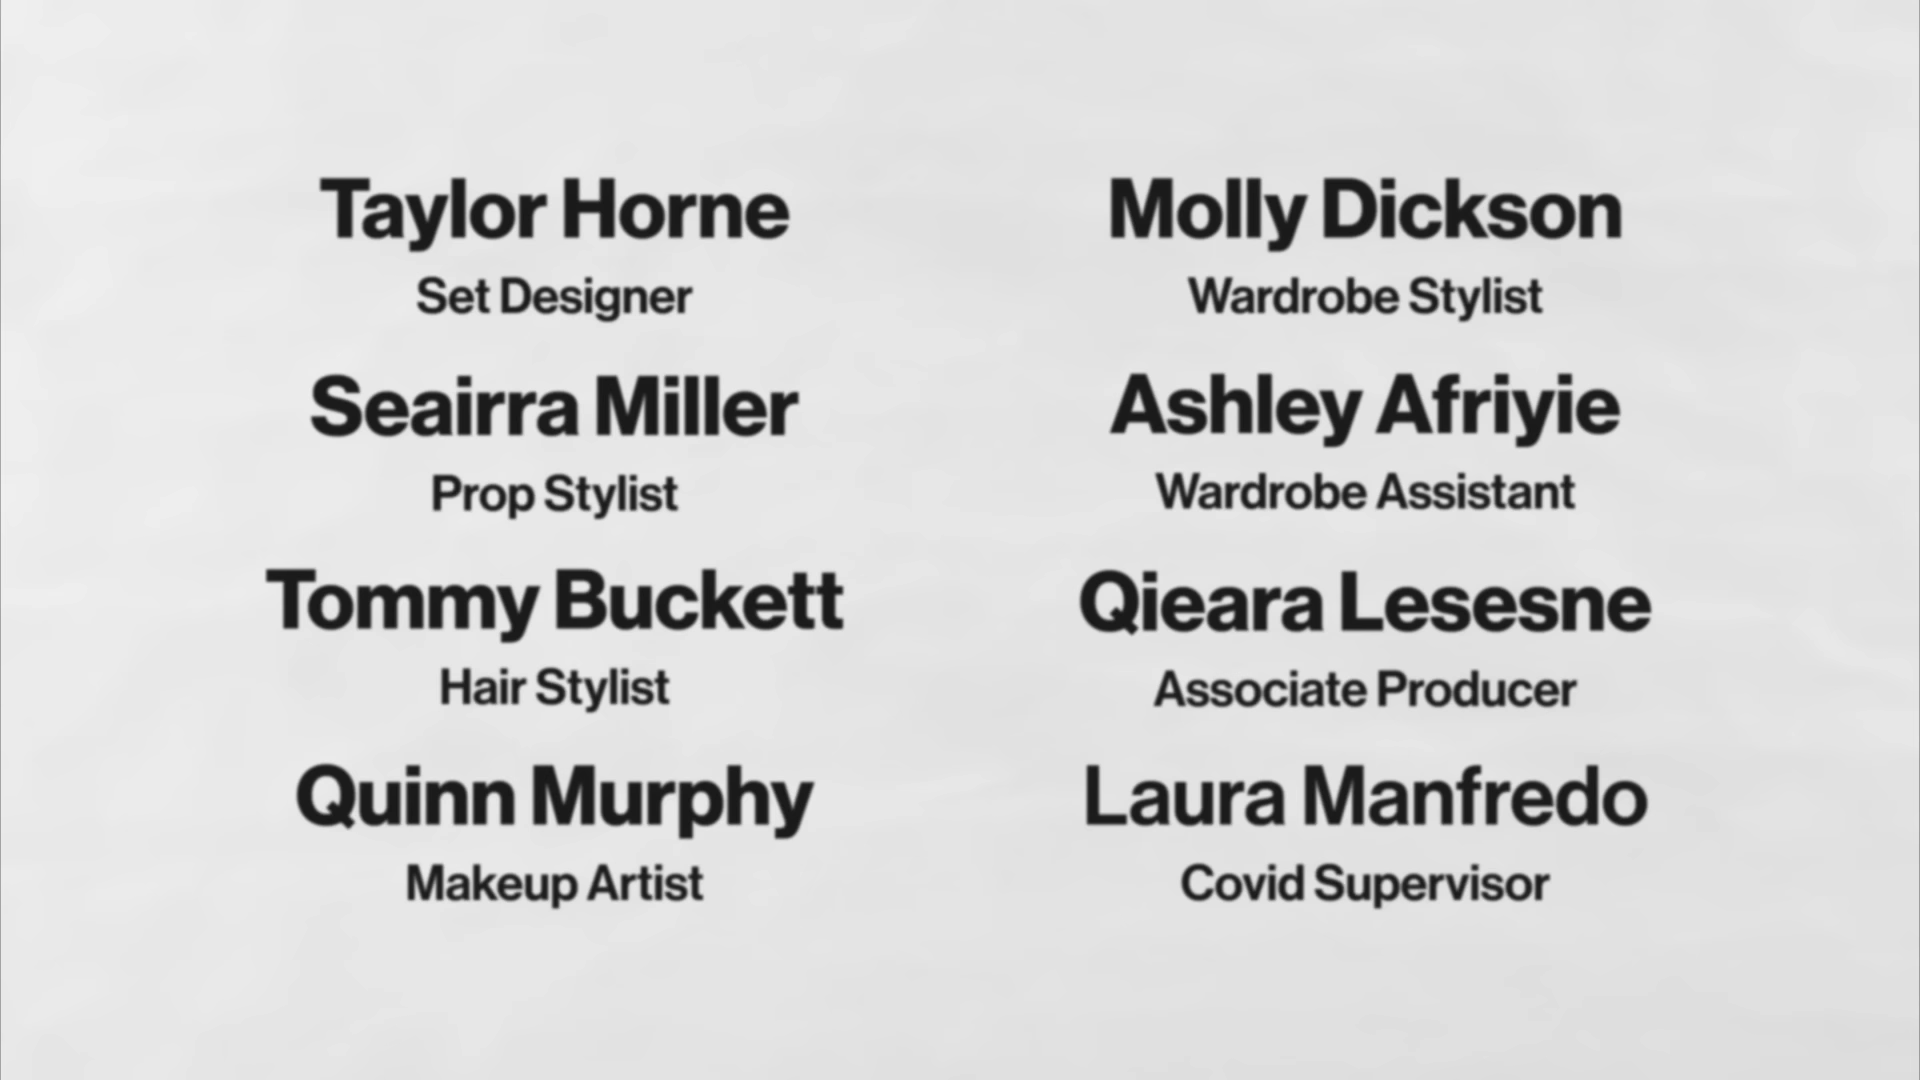 Taylor Horne
Set Designer
Seairra Miller
Prop Stylist
Tommy Buckett
Hair Stylist
Quinn Murphy
Makeup Artist
Molly Dickson
Wardrobe Stylist
Ashley Afriyie
Wardrobe Assistant
Qieara Lesesne
Associate Producer
Laura Manfredo
Covid Supervisor